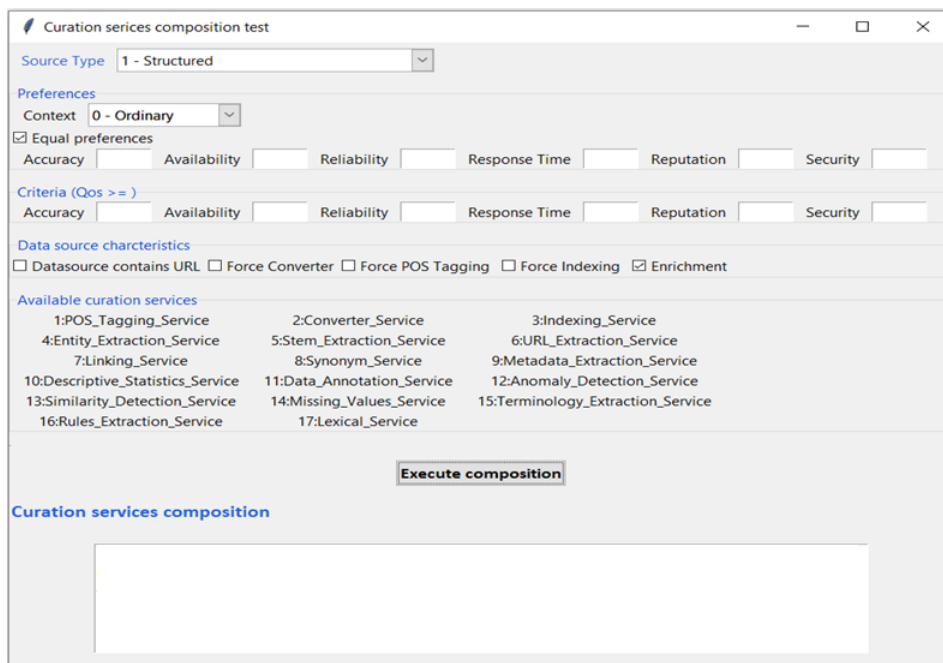 Curation serices composition test
Source Type 1 - Structured
Preferences
Context 0 - Ordinary
Equal preferences
Accuracy Availability Reliability Response Time Reputation Security
Criteria (Qos >= )
Accuracy Availability Reliability Response Time Reputation Security
Data source charcteristics
Datasource contains URL Force Converter Force POS Tagging Force Indexing Enrichment
Available curation services
1:POS_Tagging_Service 2:Converter_Service 3:Indexing_Service
4:Entity_Extraction_Service 5:Stem_Extraction_Service 6:URL_Extraction_Service
7:Linking_Service 8:Synonym_Service 9:Metadata_Extraction_Service
10:Descriptive_Statistics_Service 11:Data_Annotation_Service 12:Anomaly_Detection_Service
13:Similarity_Detection_Service 14:Missing_Values_Service 15:Terminology_Extraction_Service
16:Rules_Extraction_Service 17:Lexical_Service
Execute composition
Curation services composition